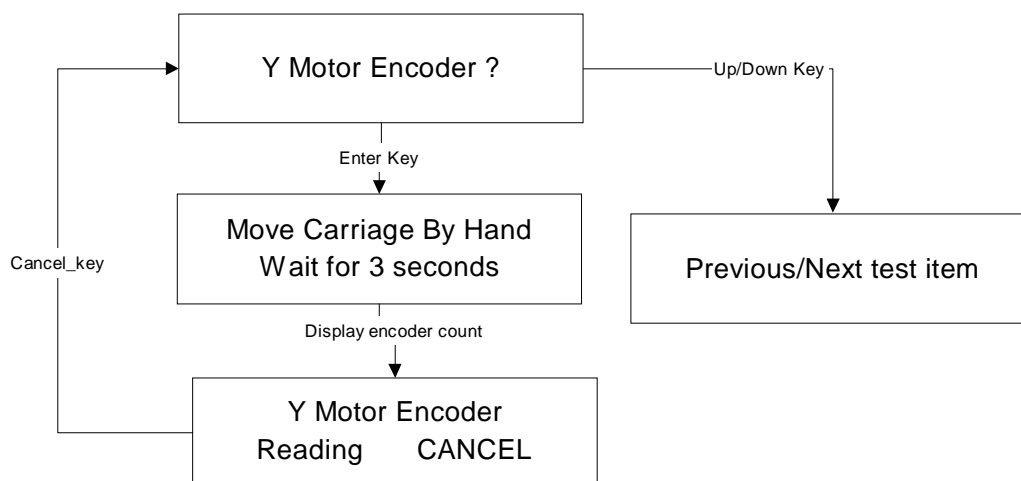 Y Motor Encoder ?
Up/Down Key
Enter Key
Move Carriage By Hand
Wait for 3 seconds
Cancel_key
Previous/Next test item
Display encoder count
Y Motor Encoder
Reading CANCEL